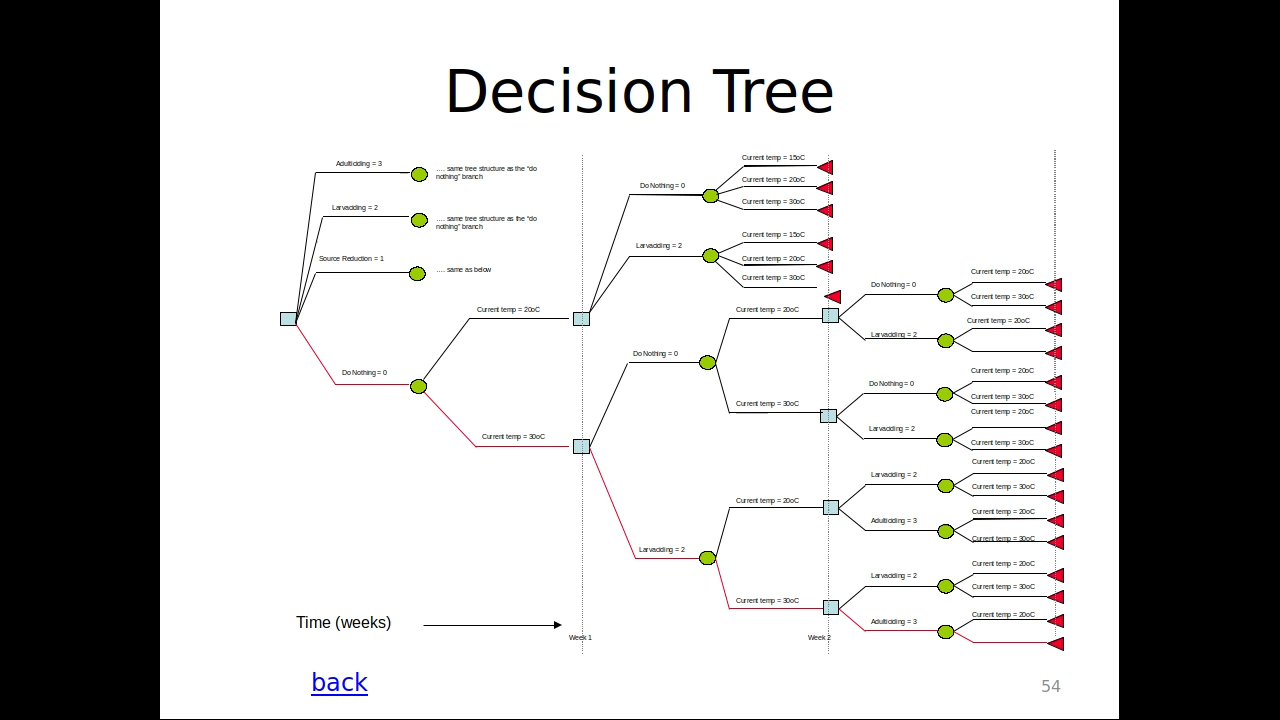 Decision Tree
Adulticiding = 3
.... same tree structure as the "do
nothing" branch
Larvaciding = 2
.... same tree structure as the "do
nothing" branch
Source Reduction = 1
.... same as below
Do Nothing = 0
Current temp = 20oC
Current temp = 30oC
Do Nothing = 0
Current temp = 15oC
Current temp = 20oC
Current temp = 30oC
Larvaciding = 2
Current temp = 15oC
Current temp = 20oC
Current temp = 30oC
Do Nothing = 0
Current temp = 20oC
Current temp = 30oC
Larvaciding = 2
Current temp = 20oC
Current temp = 30oC
Do Nothing = 0
Current temp = 20oC
Current temp = 30oC
Larvaciding = 2
Current temp = 20oC
Do Nothing = 0
Current temp = 20oC
Current temp = 30oC
Larvaciding = 2
Current temp = 20oC
Current temp = 30oC
Larvaciding = 2
Current temp = 20oC
Current temp = 30oC
Adulticiding = 3
Current temp = 20oC
Current temp = 30oC
Larvaciding = 2
Current temp = 20oC
Current temp = 30oC
Adulticiding = 3
Current temp = 20oC
Time (weeks)
Week 1
Week 2
back
54